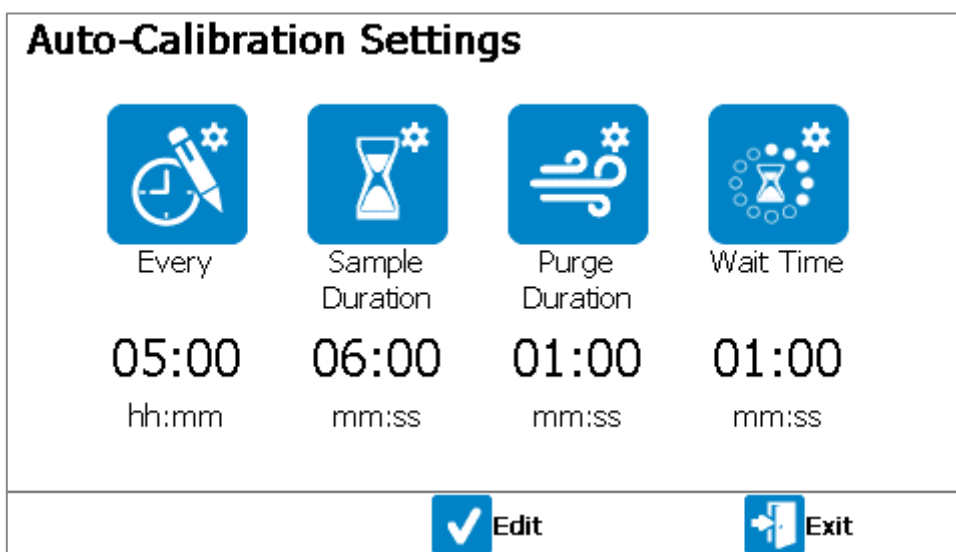 Auto-Calibration Settings
Every
Sample
Duration
Purge
Duration
Wait Time
05:00
06:00
01:00
01:00
hh:mm
mm:ss
mm:ss
mm:ss
Edit
Exit